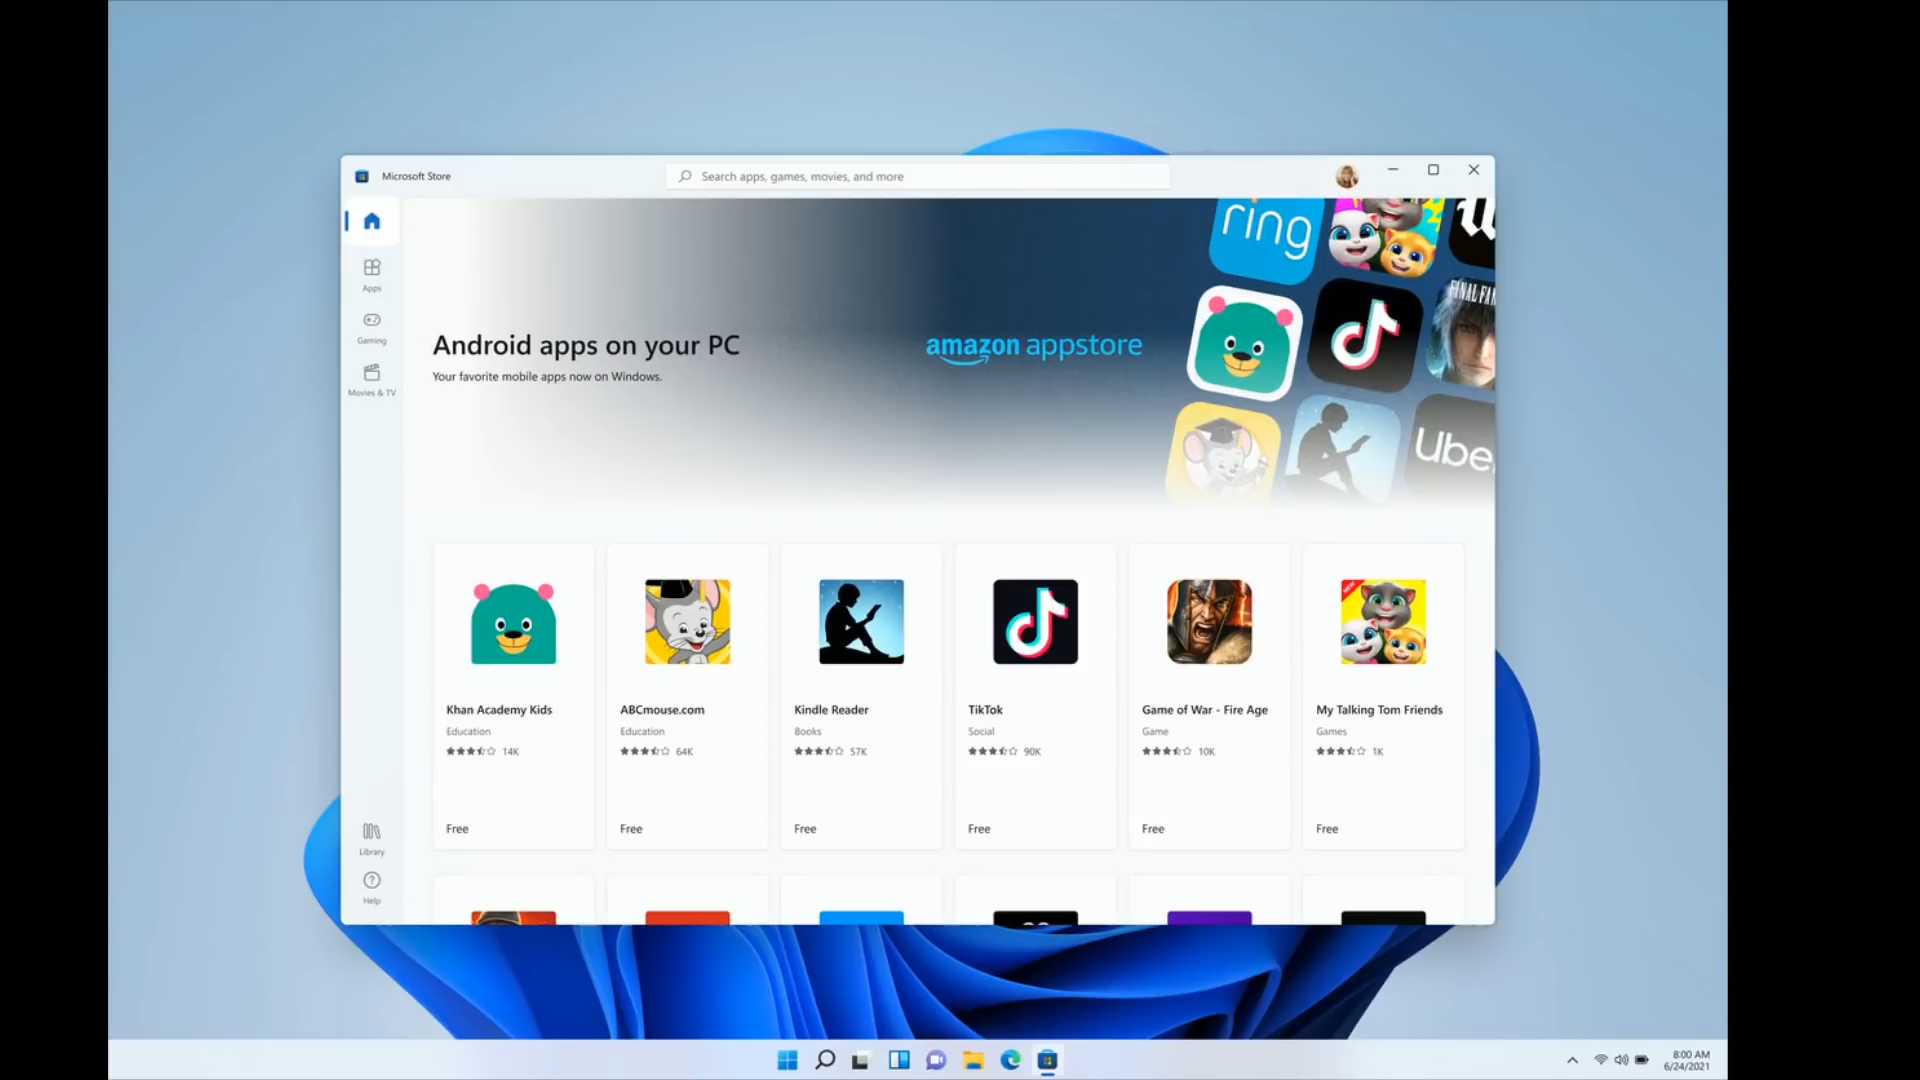 Microsoft Store
Search apps, games, movies, and more
Apps
Gaming
Movies & TV
Library
Help
Android apps on your PC
Your favorite mobile apps now on Windows.
amazon appstore
ring
FINAL FAN
Ube
Khan Academy Kids
Education
14K
Free
ABCmouse.com
Education
64K
Free
Kindle Reader
Books
57K
Free
TikTok
Social
90K
Free
Game of War - Fire Age
Game
10K
Free
NEW
My Talking Tom Friends
Games
1K
Free
8:00 AM
6/24/2021